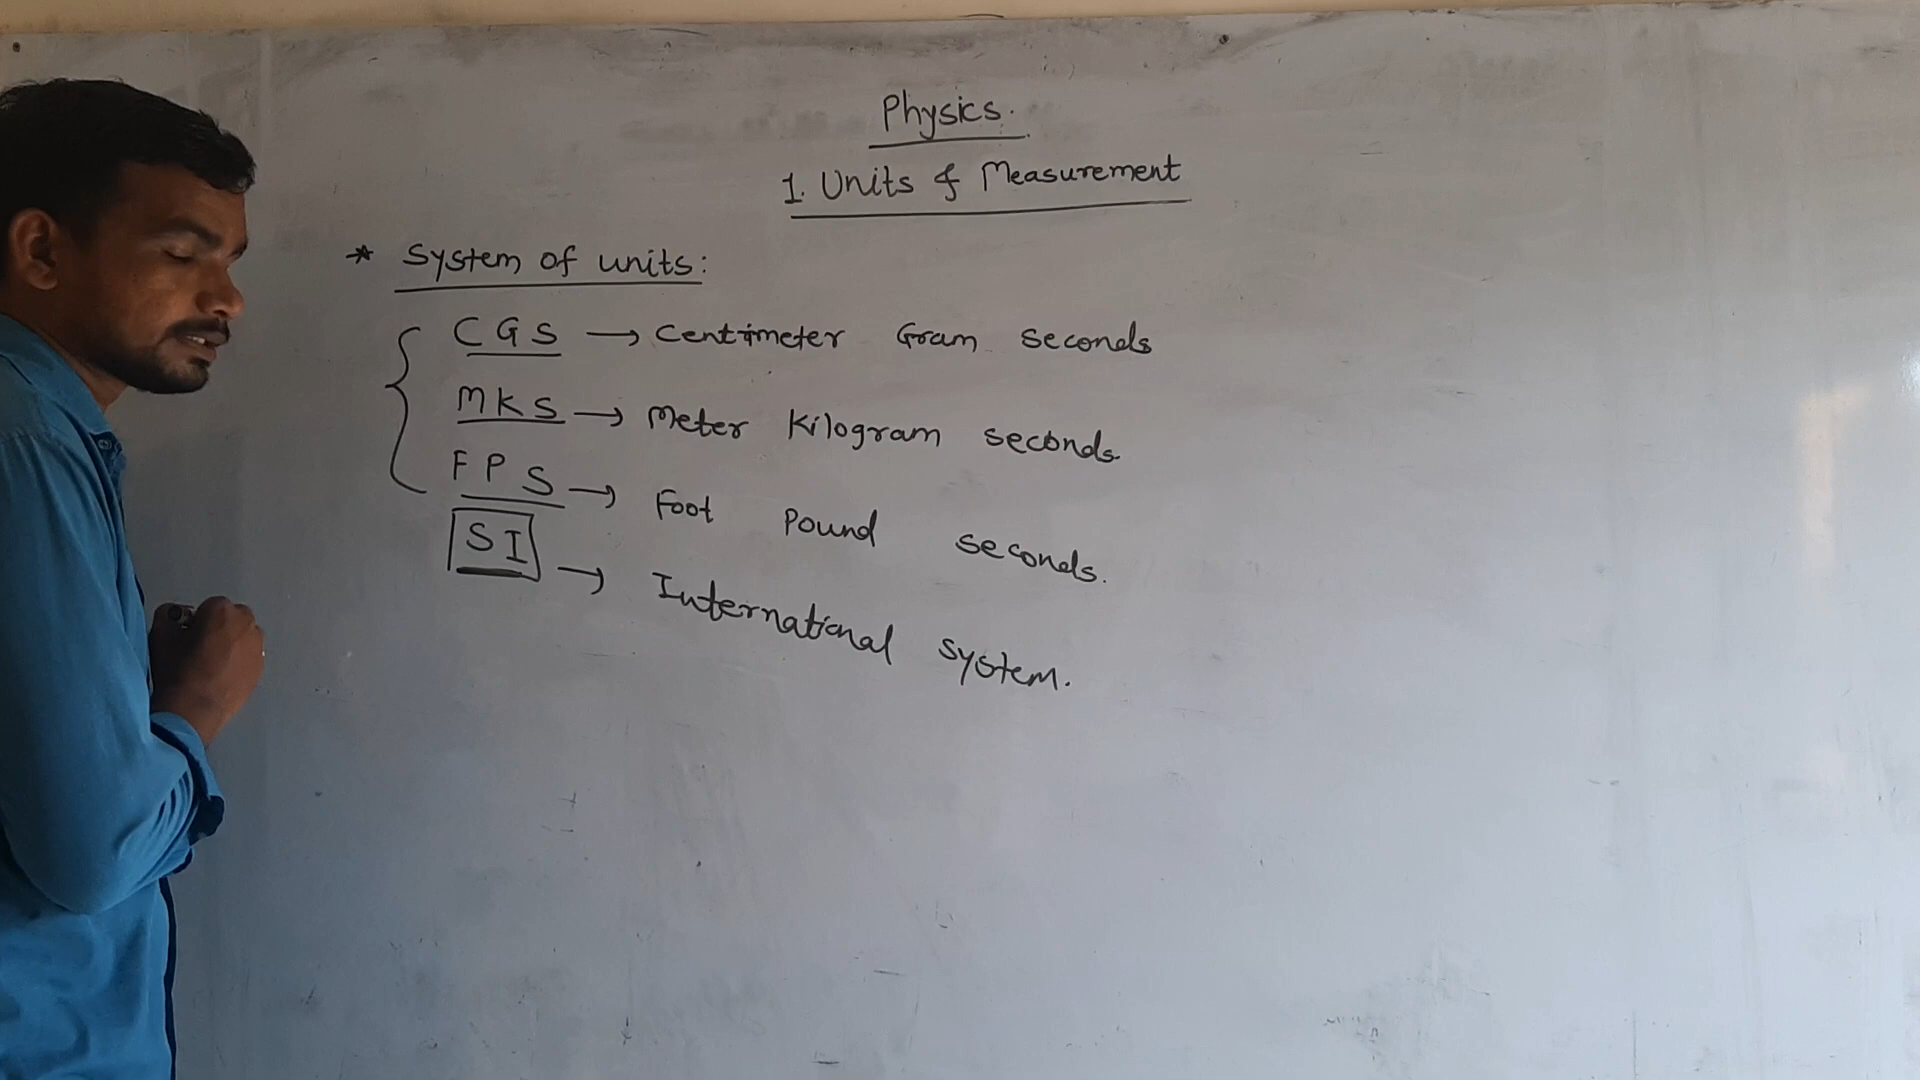 Physics.
1. Units & Measurement
* System of units:
CGS → Centimeter Gram Seconds
MKS → Meter Kilogram seconds.
FPS → Foot Pound seconds.
SI → International system.